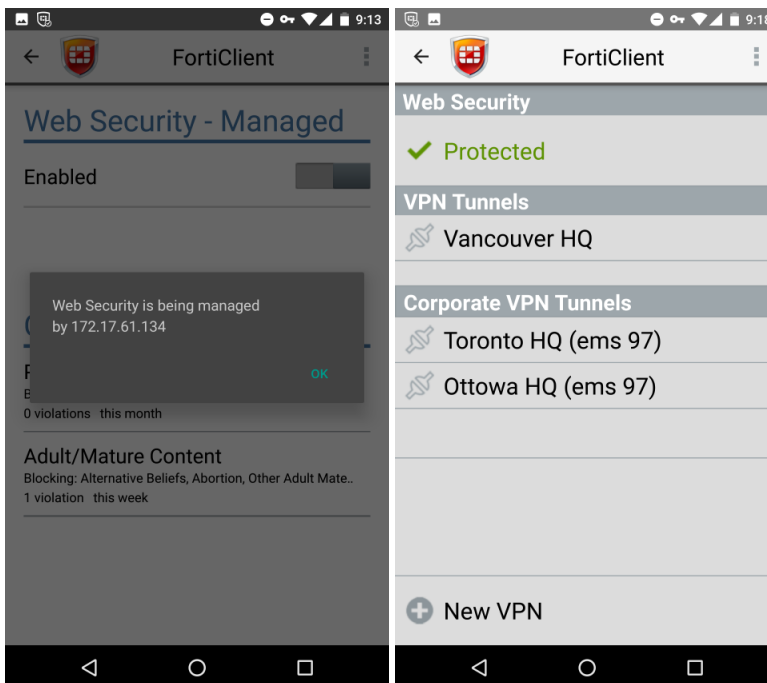 9:13
FortiClient
Web Security - Managed
Enabled
Web Security is being managed
by 172.17.61.134
OK
0 violations this month
Adult/Mature Content
Blocking: Alternative Beliefs, Abortion, Other Adult Mate..
1 violation this week
9:18
FortiClient
Web Security
Protected
VPN Tunnels
Vancouver HQ
Corporate VPN Tunnels
Toronto HQ (ems 97)
Ottowa HQ (ems 97)
New VPN